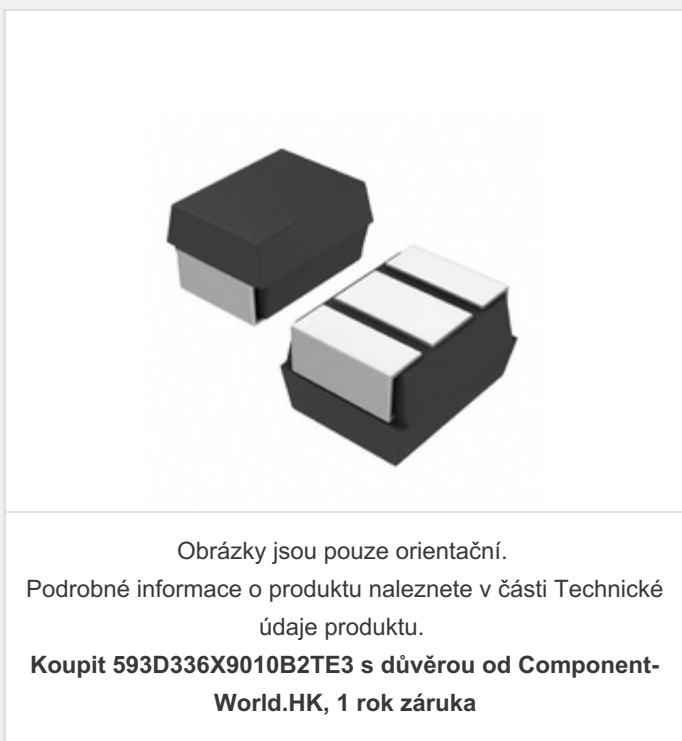 Obrázky jsou pouze orientační.
Podrobné informace o produktu naleznete v části Technické
údaje produktu.
Koupit 593D336X9010B2TE3 s důvěrou od Component-
World.HK, 1 rok záruka